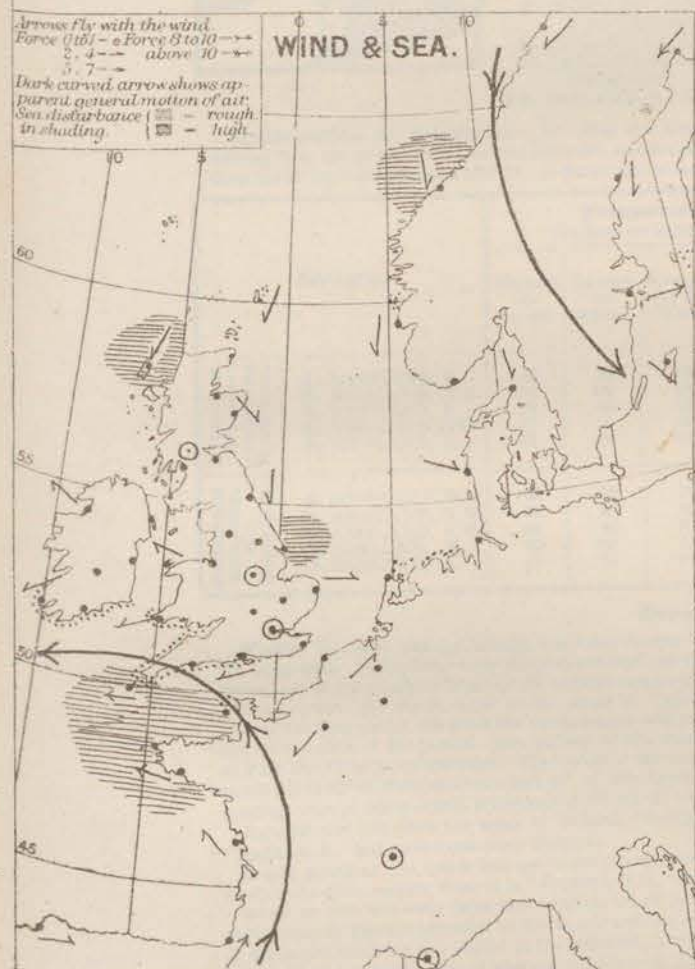 0 5 10
WIND & SEA.
Arrows fly with the wind.
Force 0 to 1 – Force 8 to 10 –
2, 4 – above 10 –
5, 7 –
Dark curved arrow shows ap-
parent general motion of air.
Sea disturbance { – rough.
in shading. { – high.
10 5
60
55
50
45